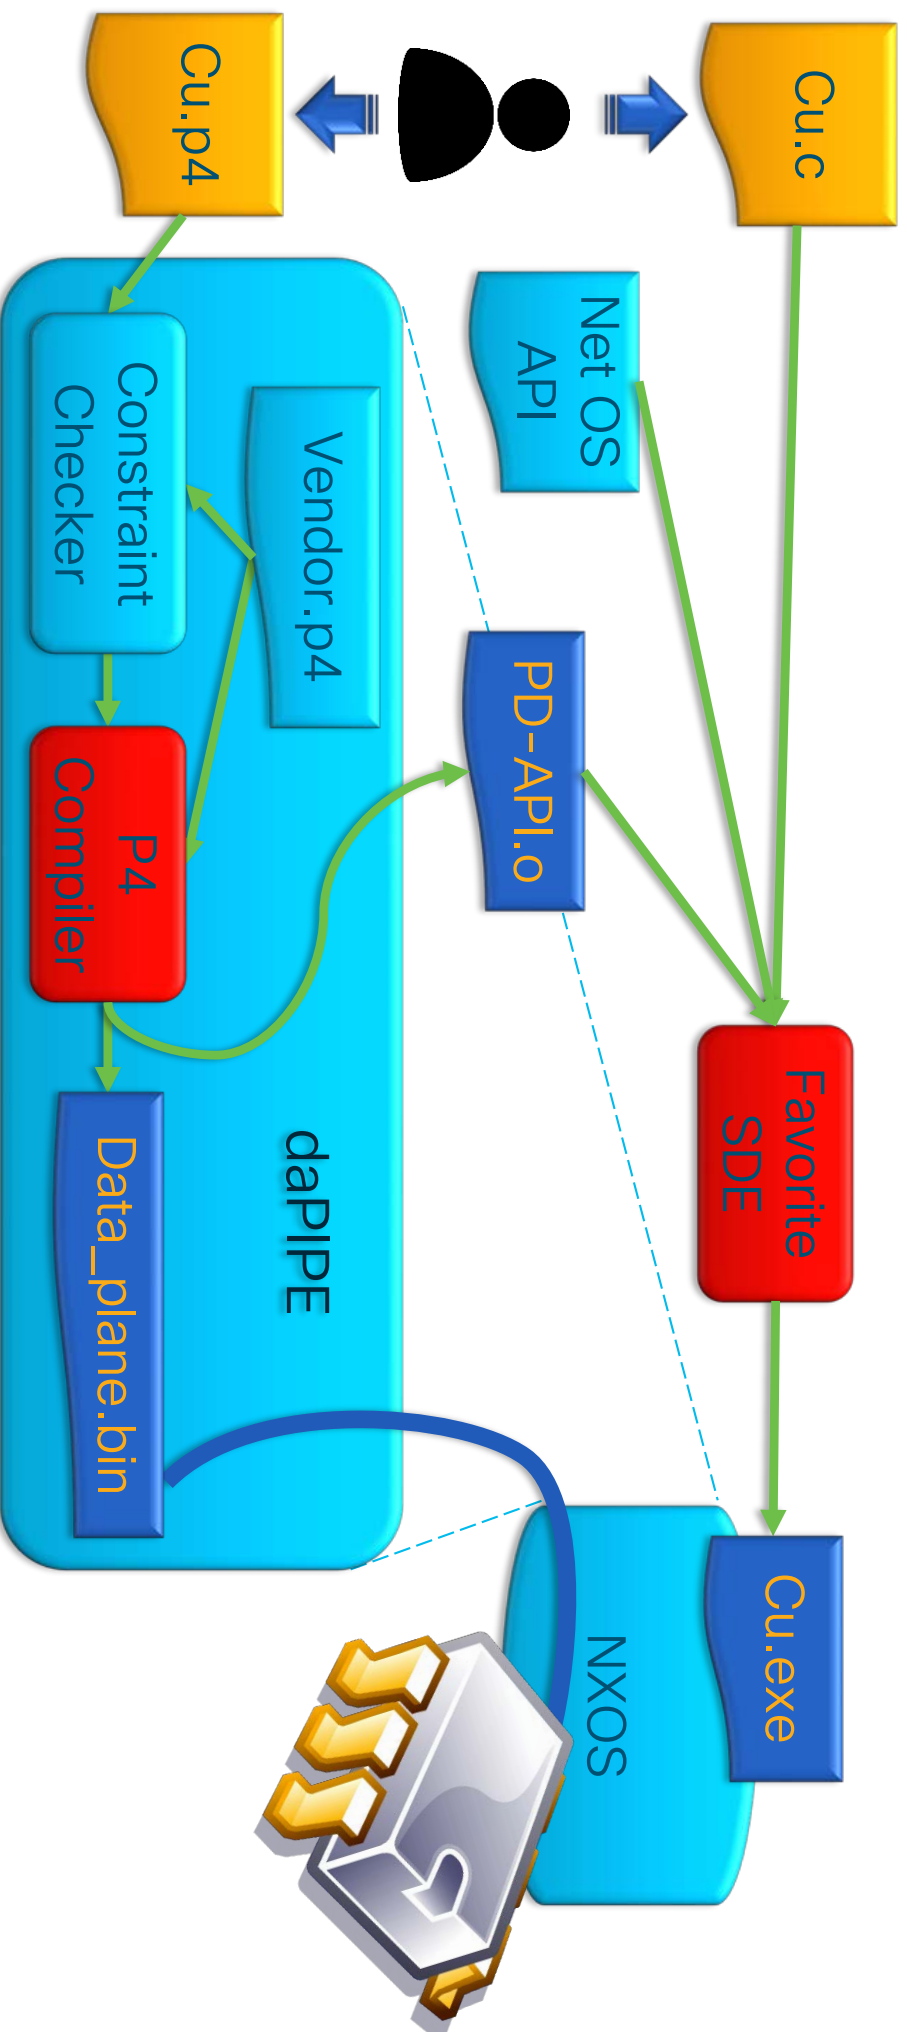 Cu.c
Net OS
API
Favorite
SDE
Cu.exe
PD-API.o
NXOS
Cu.p4
Vendor.p4
daPIPE
Constraint
Checker
P4
Compiler
Data_plane.bin